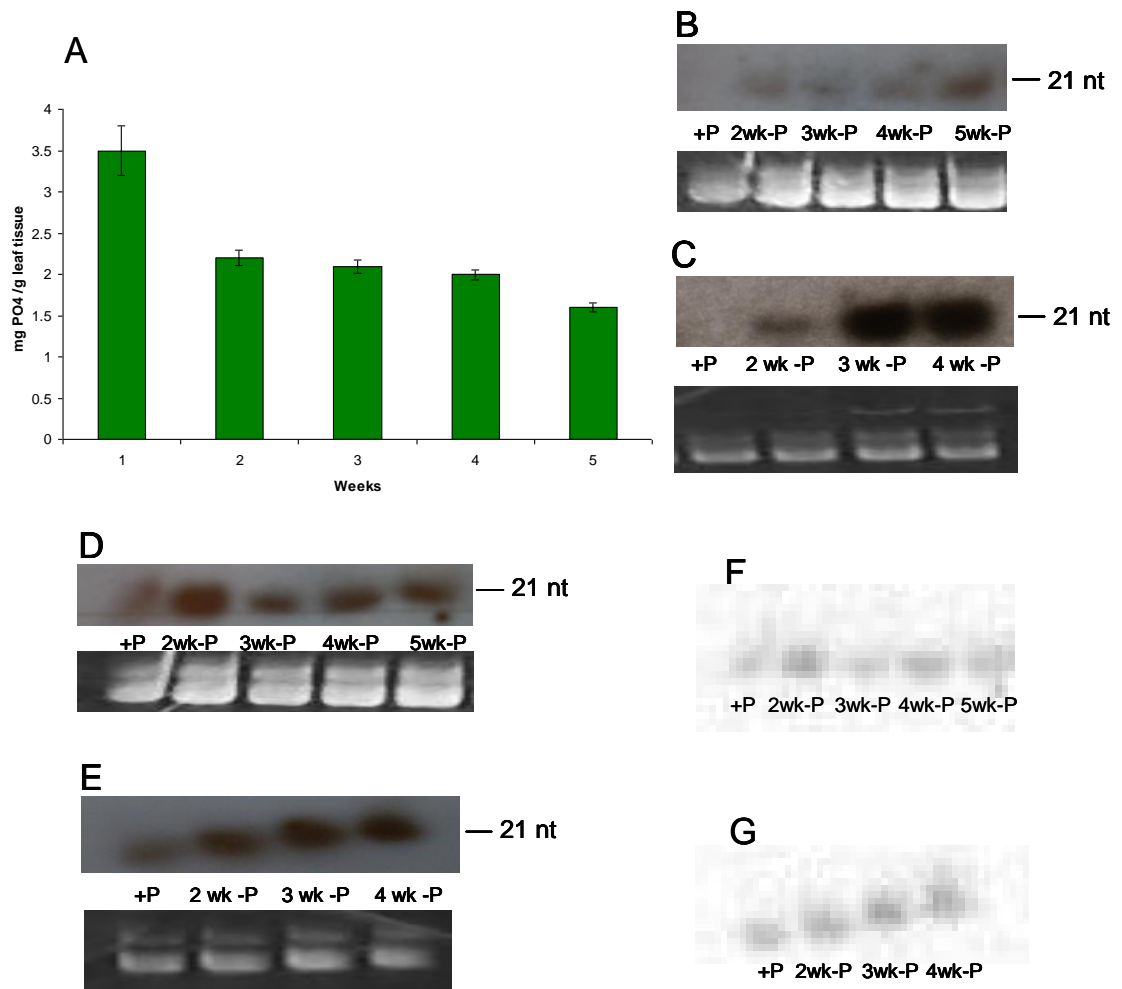 A
4
3.5
3
2.5
2
1.5
1
0.5
0
mg PO4 /g leaf tissue
1 2 3 4 5
Weeks
B
21 nt
+P 2wk-P 3wk-P 4wk-P 5wk-P
C
21 nt
+P 2 wk -P 3 wk -P 4 wk -P
D
21 nt
+P 2wk-P 3wk-P 4wk-P 5wk-P
E
21 nt
+P 2 wk -P 3 wk -P 4 wk -P
F
+P 2wk-P 3wk-P 4wk-P 5wk-P
G
+P 2wk-P 3wk-P 4wk-P